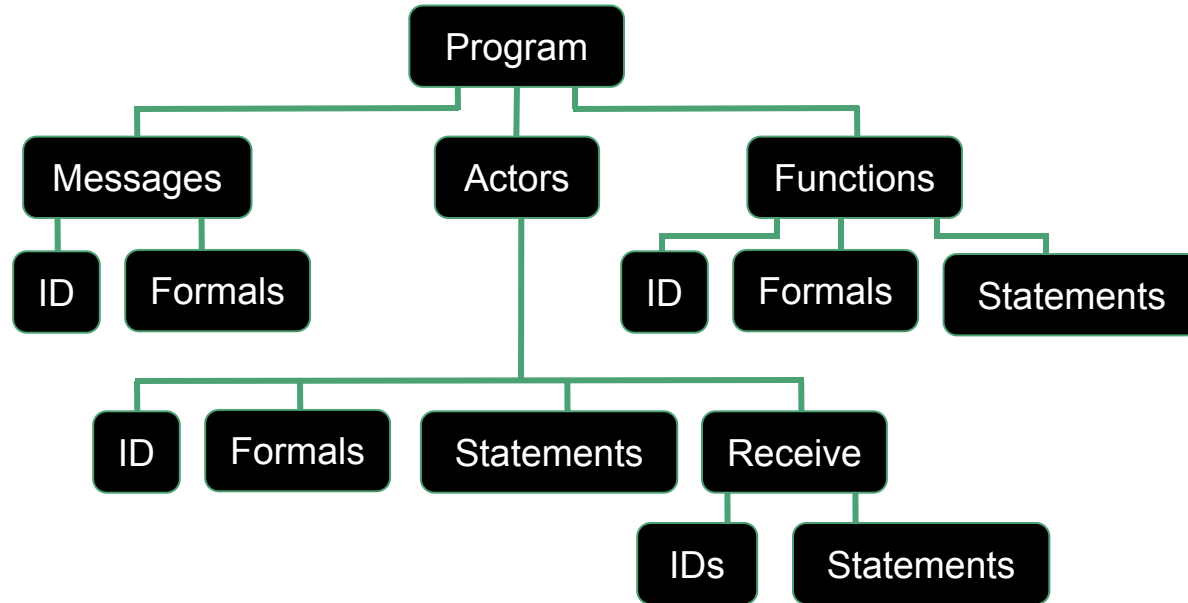 Program
Messages
Actors
Functions
ID
Formals
ID
Formals
Statements
ID
Formals
Statements
Receive
IDs
Statements